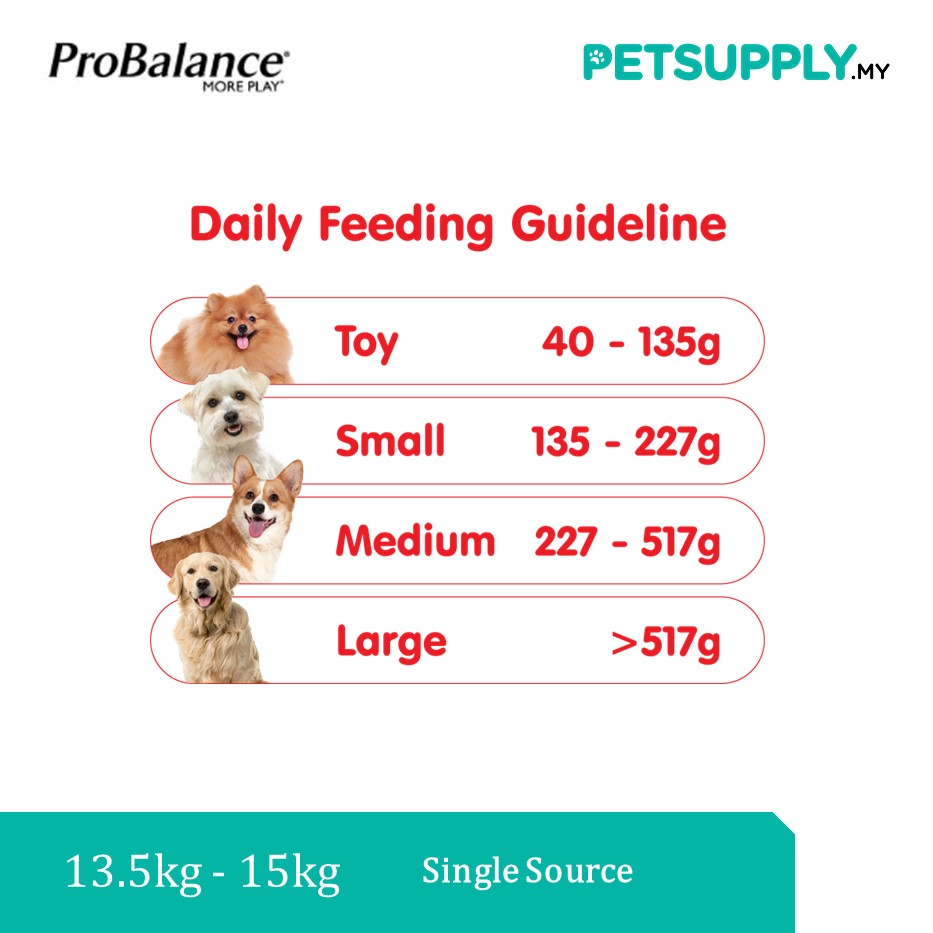 ProBalance®
MORE PLAY®
PETSUPPLY.MY
Daily Feeding Guideline
Toy 40 - 135g
Small 135 - 227g
Medium 227 - 517g
Large >517g
13.5kg - 15kg Single Source